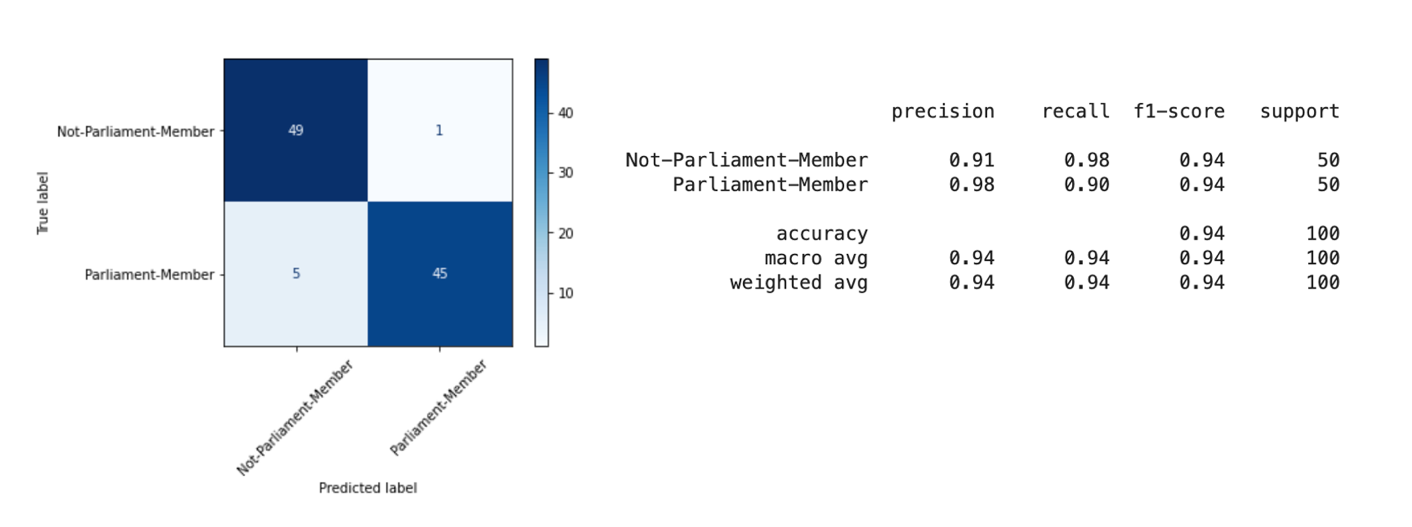 Not-Parliament-Member
Parliament-Member
True label
49 1
5 45
40
30
20
10
Not-Parliament-Member
Parliament-Member
Predicted label
precision recall f1-score support
Not-Parliament-Member 0.91 0.98 0.94 50
Parliament-Member 0.98 0.90 0.94 50
accuracy 0.94 100
macro avg 0.94 0.94 0.94 100
weighted avg 0.94 0.94 0.94 100